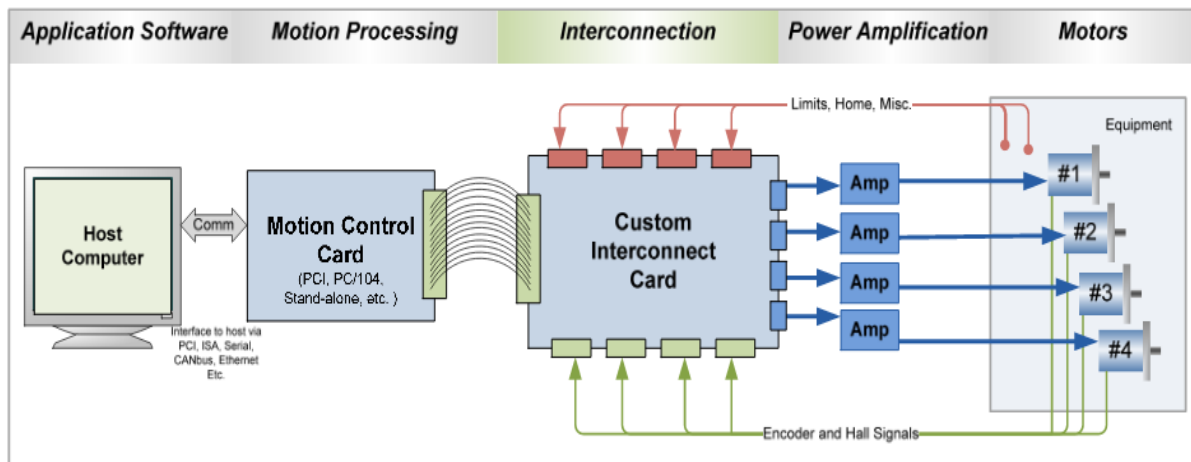 Application Software
Motion Processing
Interconnection
Power Amplification
Motors
Limits, Home, Misc.
Equipment
Host
Computer
Comm
Motion Control
Card
(PCI, PC/104,
Stand-alone, etc. )
Custom
Interconnect
Card
Amp
Amp
Amp
Amp
#1
#2
#3
#4
Interface to host via
PCI, ISA, Serial,
CANbus, Ethernet
Etc.
Encoder and Hall Signals